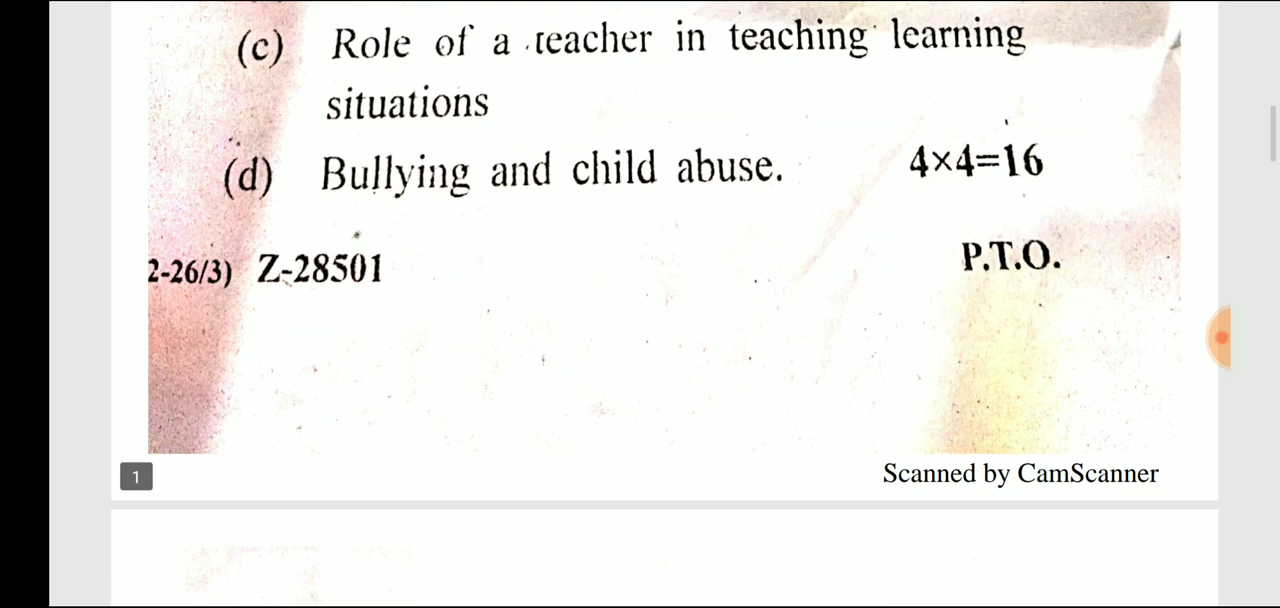 (c) Role of a teacher in teaching learning
situations
(d) Bullying and child abuse. 4×4=16
2-26/3) Z-28501 P.T.O.
1
Scanned by CamScanner